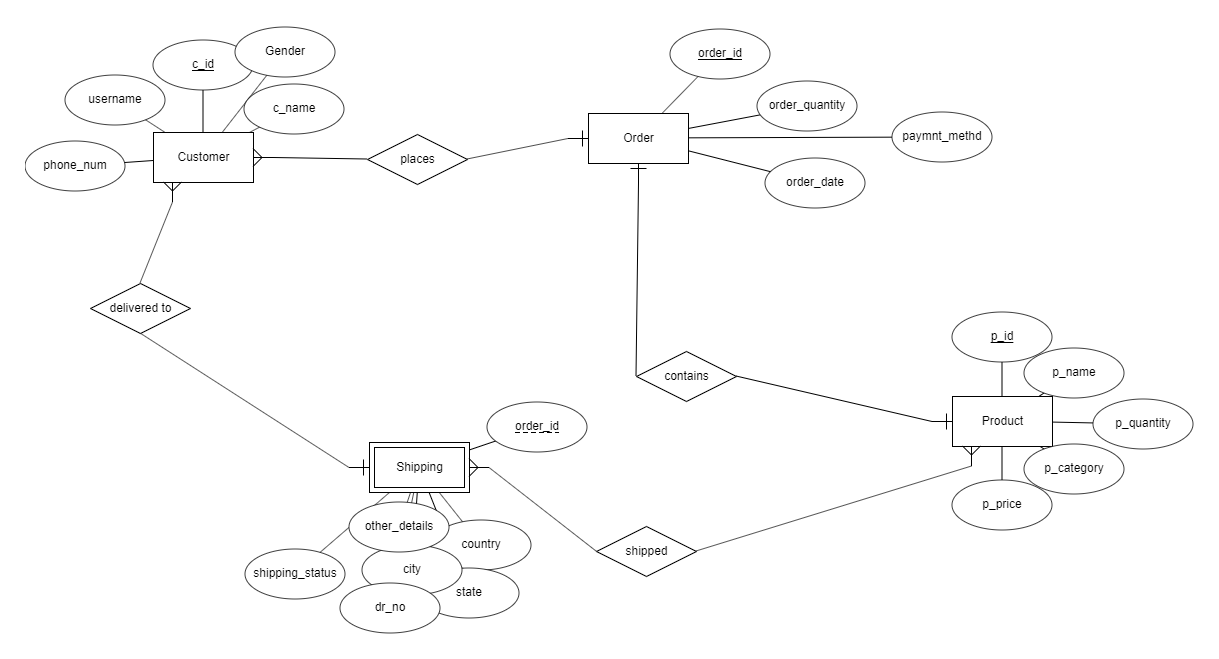 Gender
order_id
c_id
username
c_name
order_quantity
Customer
places
Order
paymnt_methd
phone_num
order_date
delivered to
p_id
contains
p_name
Product
p_quantity
order_id
Shipping
p_category
p_price
other_details
country
shipped
shipping_status
city
state
dr_no